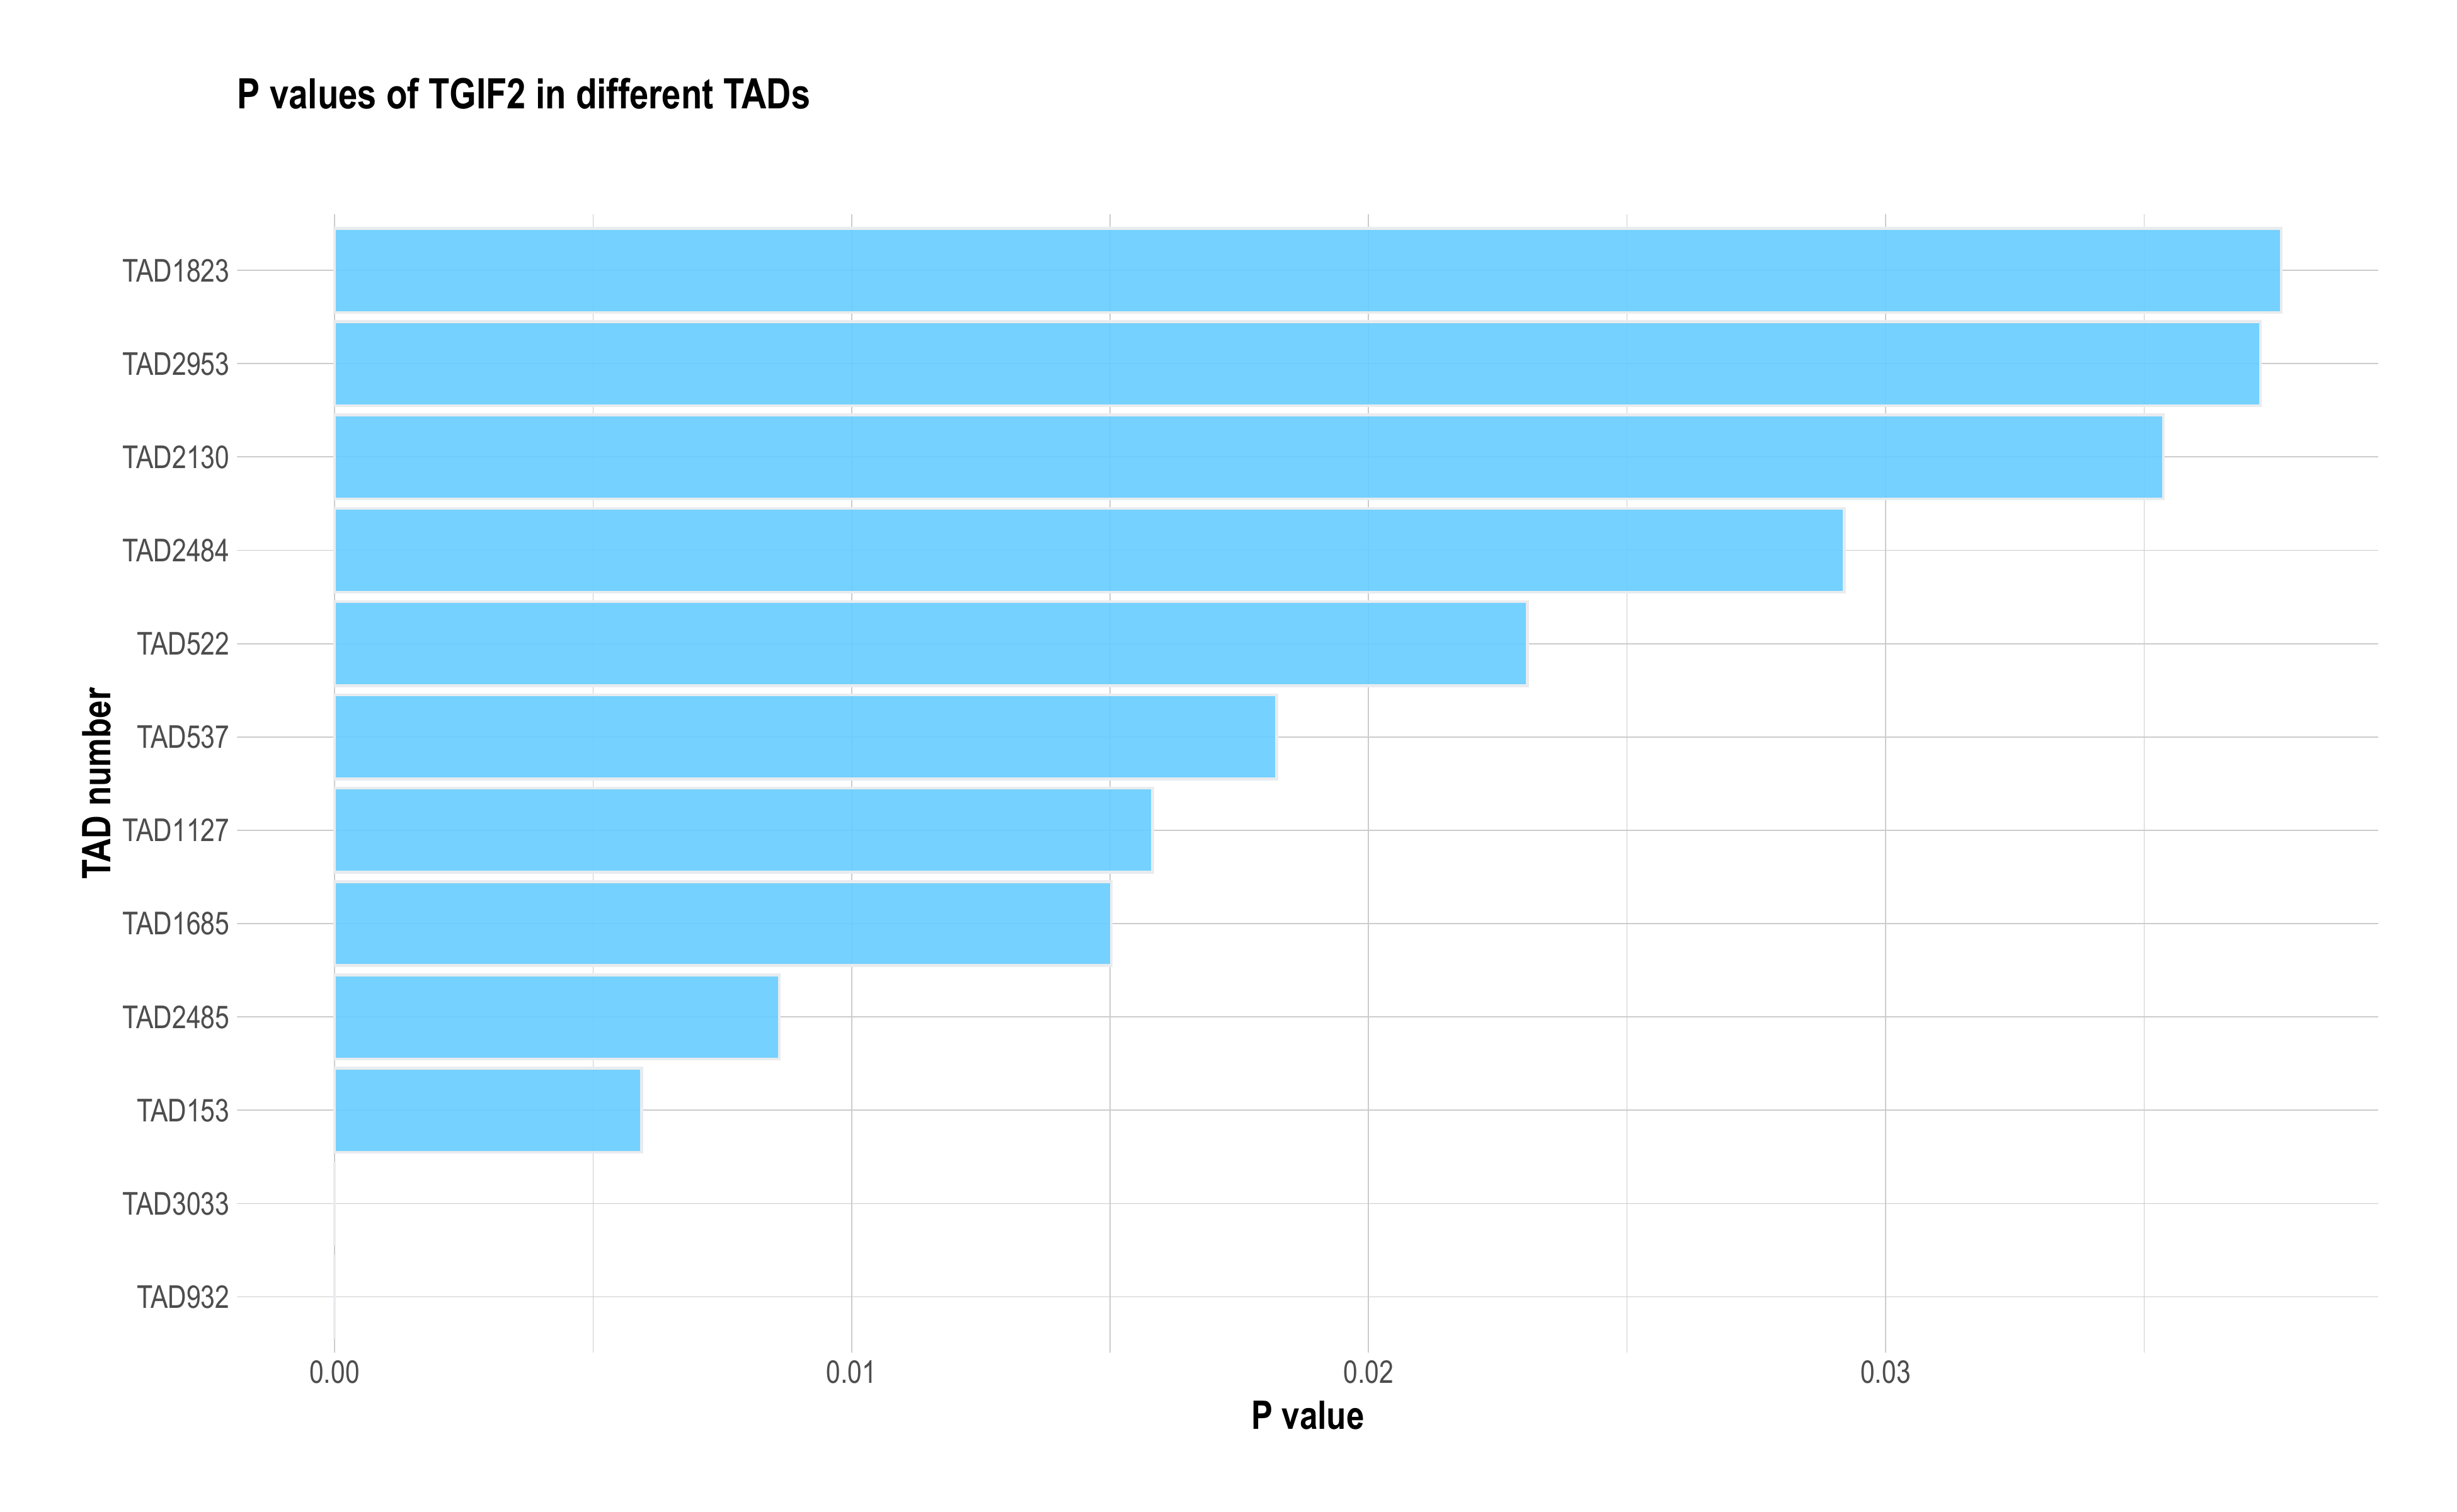 P values of TGIF2 in different TADs
TAD number
TAD1823
TAD2953
TAD2130
TAD2484
TAD522
TAD537
TAD1127
TAD1685
TAD2485
TAD153
TAD3033
TAD932
0.00 0.01 0.02 0.03
P value